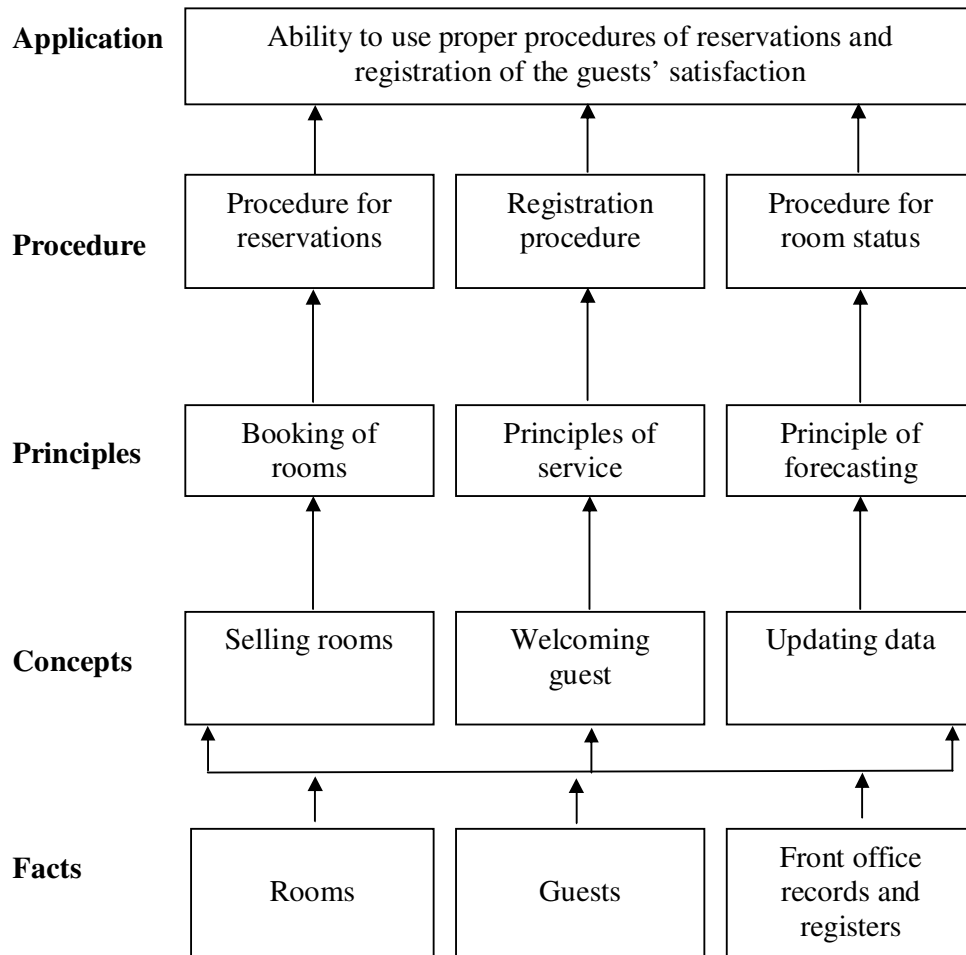 Application
Ability to use proper procedures of reservations and
registration of the guests’ satisfaction
Procedure
Procedure for
reservations
Registration
procedure
Procedure for
room status
Principles
Booking of
rooms
Principles of
service
Principle of
forecasting
Concepts
Selling rooms
Welcoming
guest
Updating data
Facts
Rooms
Guests
Front office
records and
registers